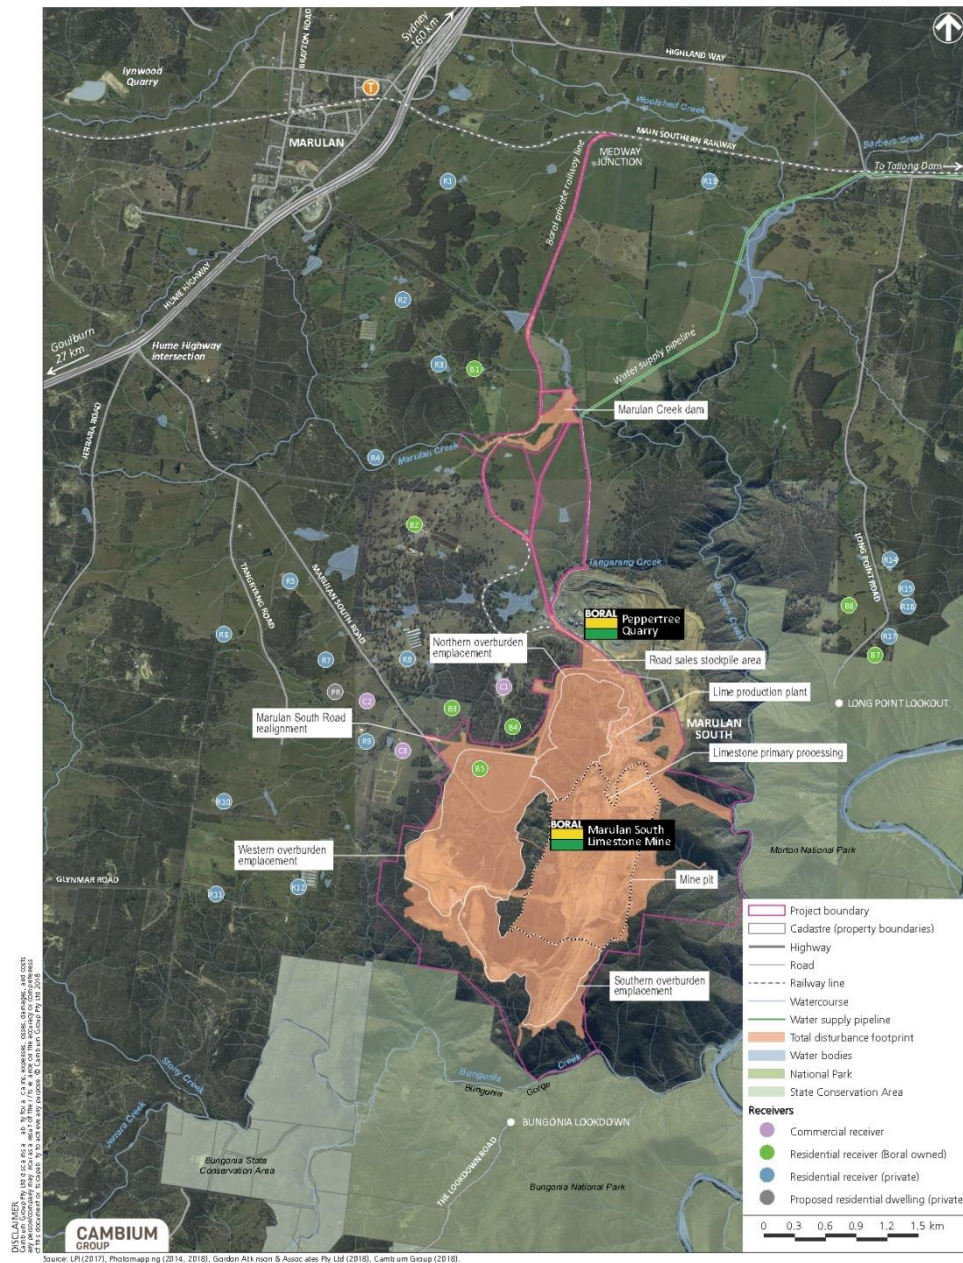 Sydney
160 km
BRAYTON ROAD
HIGHLAND WAY
lynwood
Quarry
T
Woolshed Creek
MARULAN
MAIN SOUTHERN RAILWAY
Barbers Creek
MEDWAY
JUNCTION
To Tallong Dam
R1
R13
Boral private railway line
HUME HIGHWAY
R2
Goulburn
27 km
Hume Highway
intersection
Water supply pipeline
R3
B1
Marulan Creek dam
JERRARA ROAD
Marulan Creek
R4
B2
TANGRYANG ROAD
MARULAN SOUTH ROAD
LONG POINT ROAD
Tangarang Creek
Barbers Creek
R14
R5
R15
B6
R16
BORAL
Peppertree
Quarry
R6
Northern overburden
emplacement
R17
R7
R8
Road sales stockpile area
B7
PR
C1
Lime production plant
C2
B3
LONG POINT LOOKOUT
Marulan South Road
realignment
B4
MARULAN
SOUTH
R9
C3
Limestone primary processing
B5
R10
BORAL
Marulan South
Limestone Mine
Western overburden
emplacement
Morton National Park
GLYNMAR ROAD
Mine pit
R11
R12
Project boundary
Cadastre (property boundaries)
Highway
Road
Railway line
Watercourse
Water supply pipeline
Total disturbance footprint
Water bodies
National Park
State Conservation Area
Receivers
Commercial receiver
Residential receiver (Boral owned)
Residential receiver (private)
Proposed residential dwelling (private
0 0.3 0.6 0.9 1.2 1.5 km
Southern overburden
emplacement
Stony Creek
Bungonia Creek
Bungonia Gorge
Jerrara Creek
BUNGONIA LOOKDOWN
Bungonia State
Conservation Area
THE LOOKDOWN ROAD
Bungonia National Park
DISCLAIMER
CAMBIUM
GROUP
Source: LPI (2017), Photomapping (2014, 2018), Gordon Atkinson & Associates Pty Ltd (2018), Cambium Group (2018).